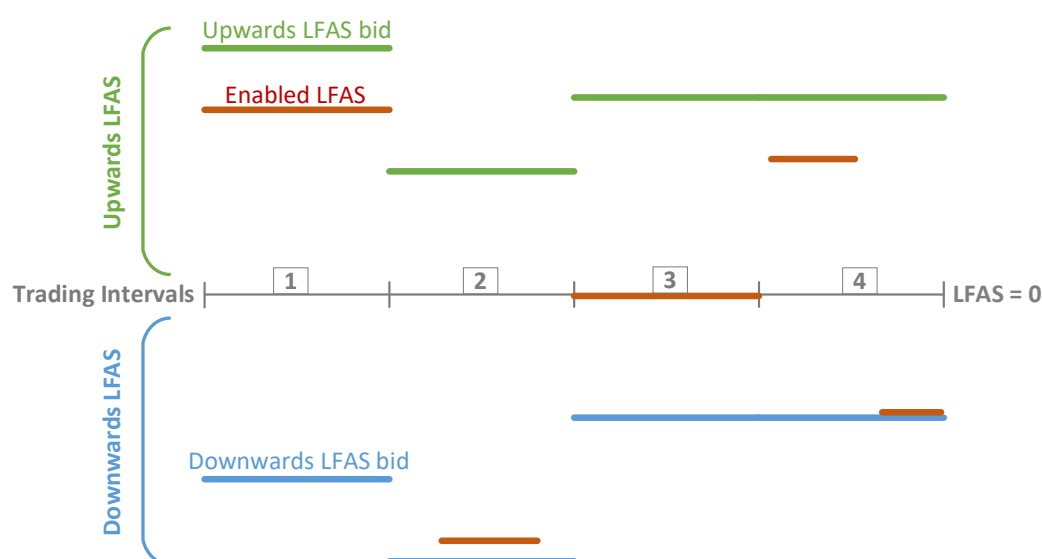 Upwards LFAS bid
Enabled LFAS
Upwards LFAS
Trading Intervals
1
2
3
4
LFAS = 0
Downwards LFAS
Downwards LFAS bid